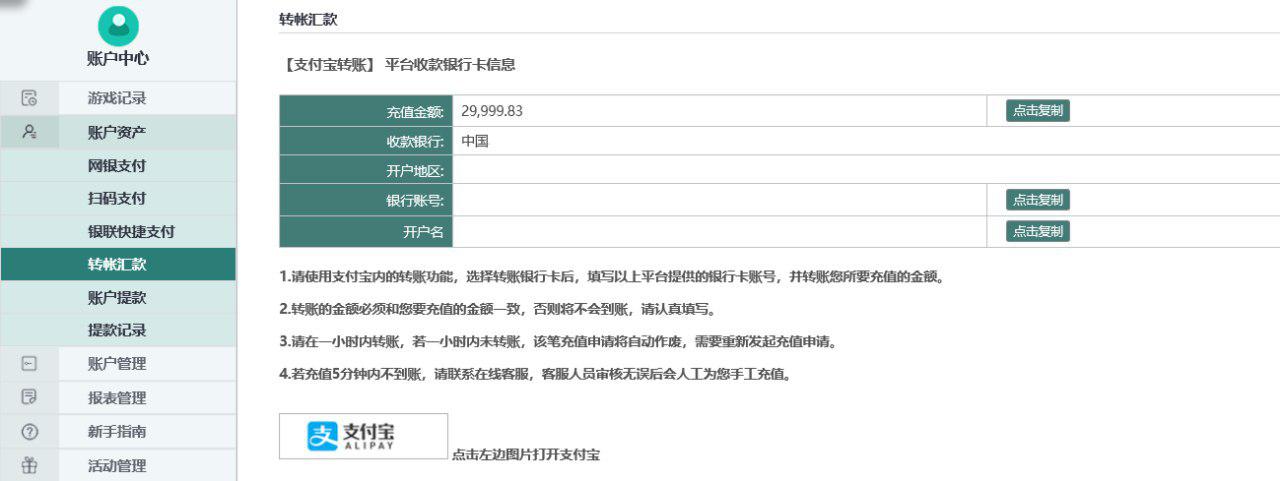 账户中心
游戏记录
账户资产
网银支付
扫码支付
银联快捷支付
转帐汇款
账户提款
提款记录
账户管理
报表管理
新手指南
活动管理
转帐汇款
【支付宝转账】 平台收款银行卡信息
充值金额: 29,999.83 点击复制
收款银行: 中国
开户地区:
银行账号: 点击复制
开户名 点击复制
1.请使用支付宝内的转账功能，选择转账银行卡后，填写以上平台提供的银行卡账号，并转账您所要充值的金额。
2.转账的金额必须和您要充值的金额一致，否则将不会到账，请认真填写。
3.请在一小时内转账，若一小时内未转账，该笔充值申请将自动作废，需要重新发起充值申请。
4.若充值5分钟内不到账，请联系在线客服，客服人员审核无误后会人工为您手工充值。
支 支付宝
ALIPAY
点击左边图片打开支付宝